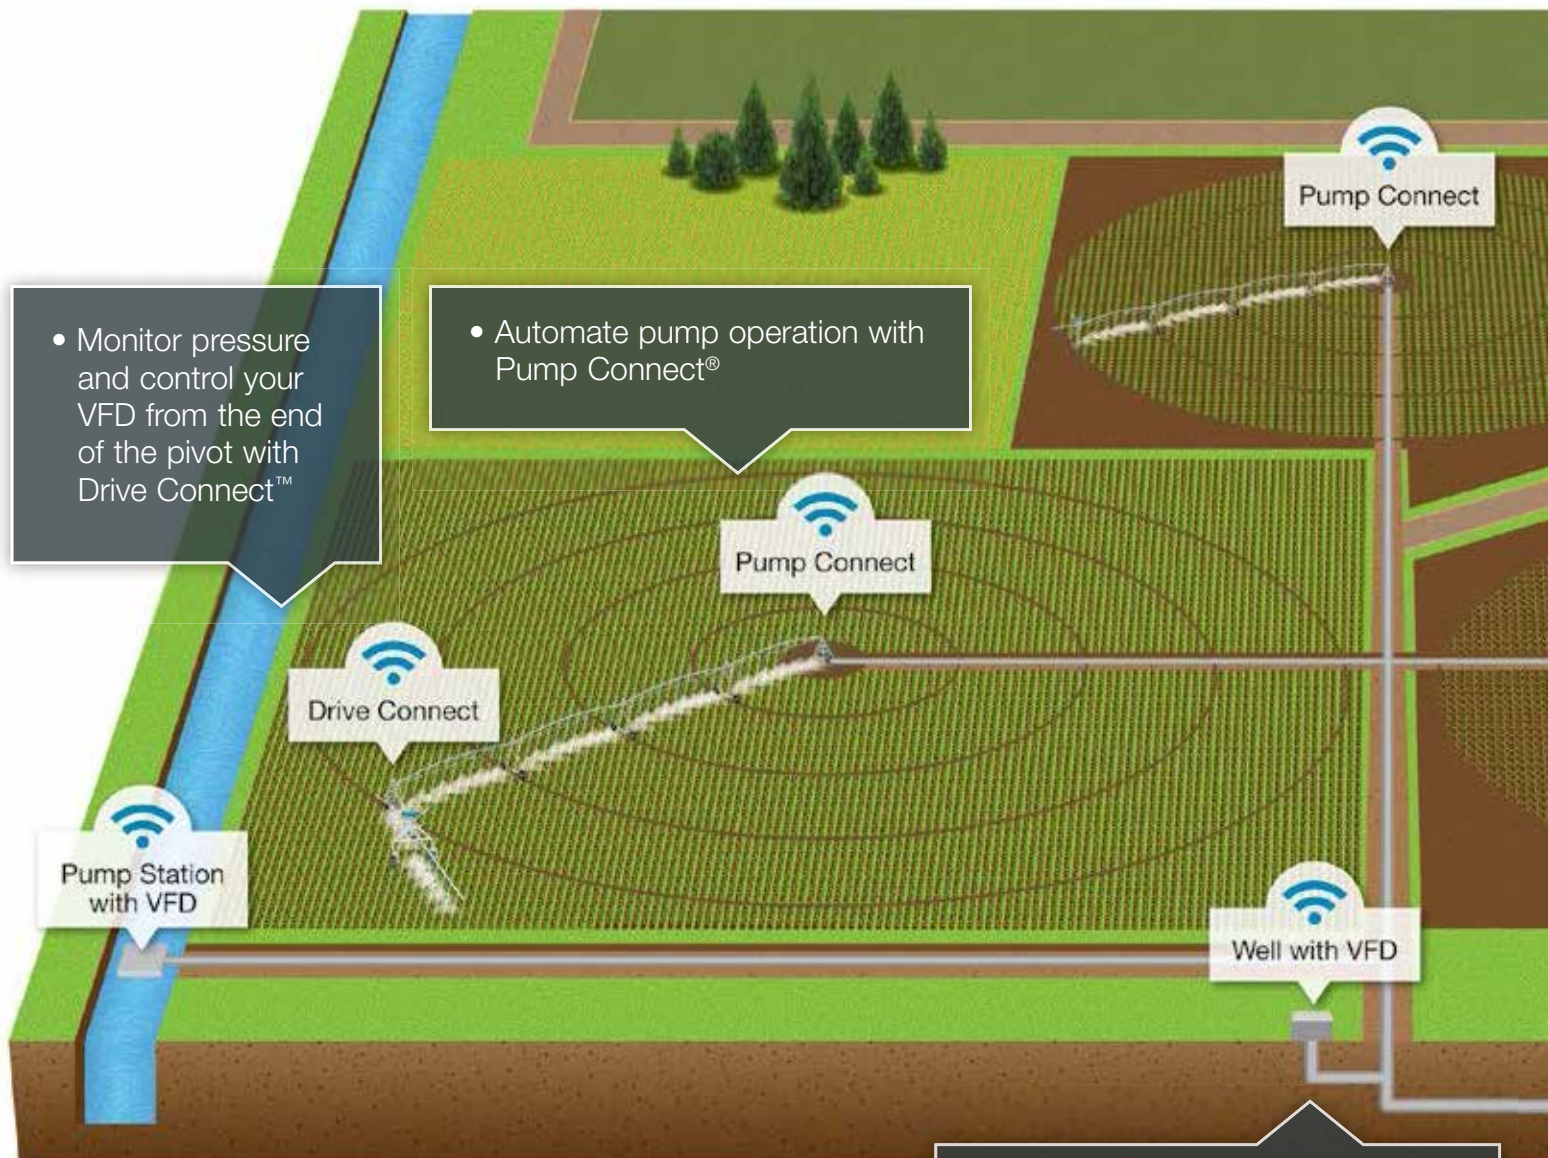 Pump Connect
• Monitor pressure
and control your
VFD from the end
of the pivot with
Drive Connect™
• Automate pump operation with
Pump Connect®
Pump Connect
Drive Connect
Pump Station
with VFD
Well with VFD